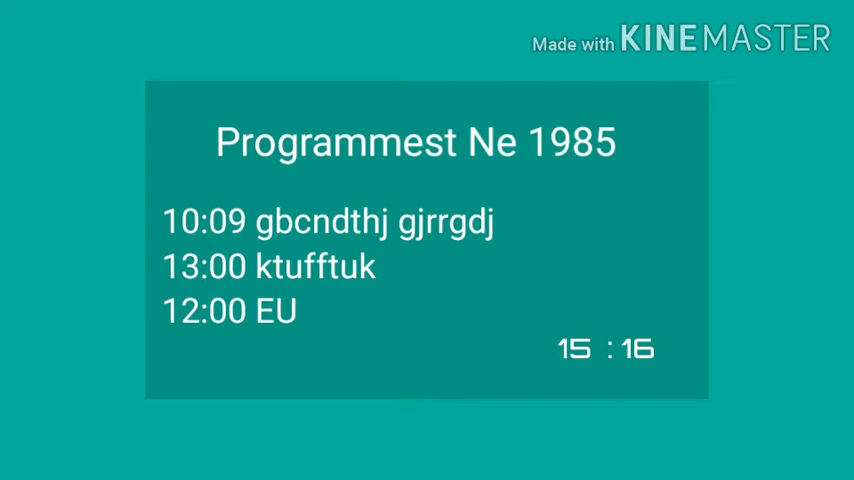 Made with KINEMASTER
Programmest Ne 1985
10:09 gbcndthj gjrrgdj
13:00 ktufftuk
12:00 EU
15 : 16